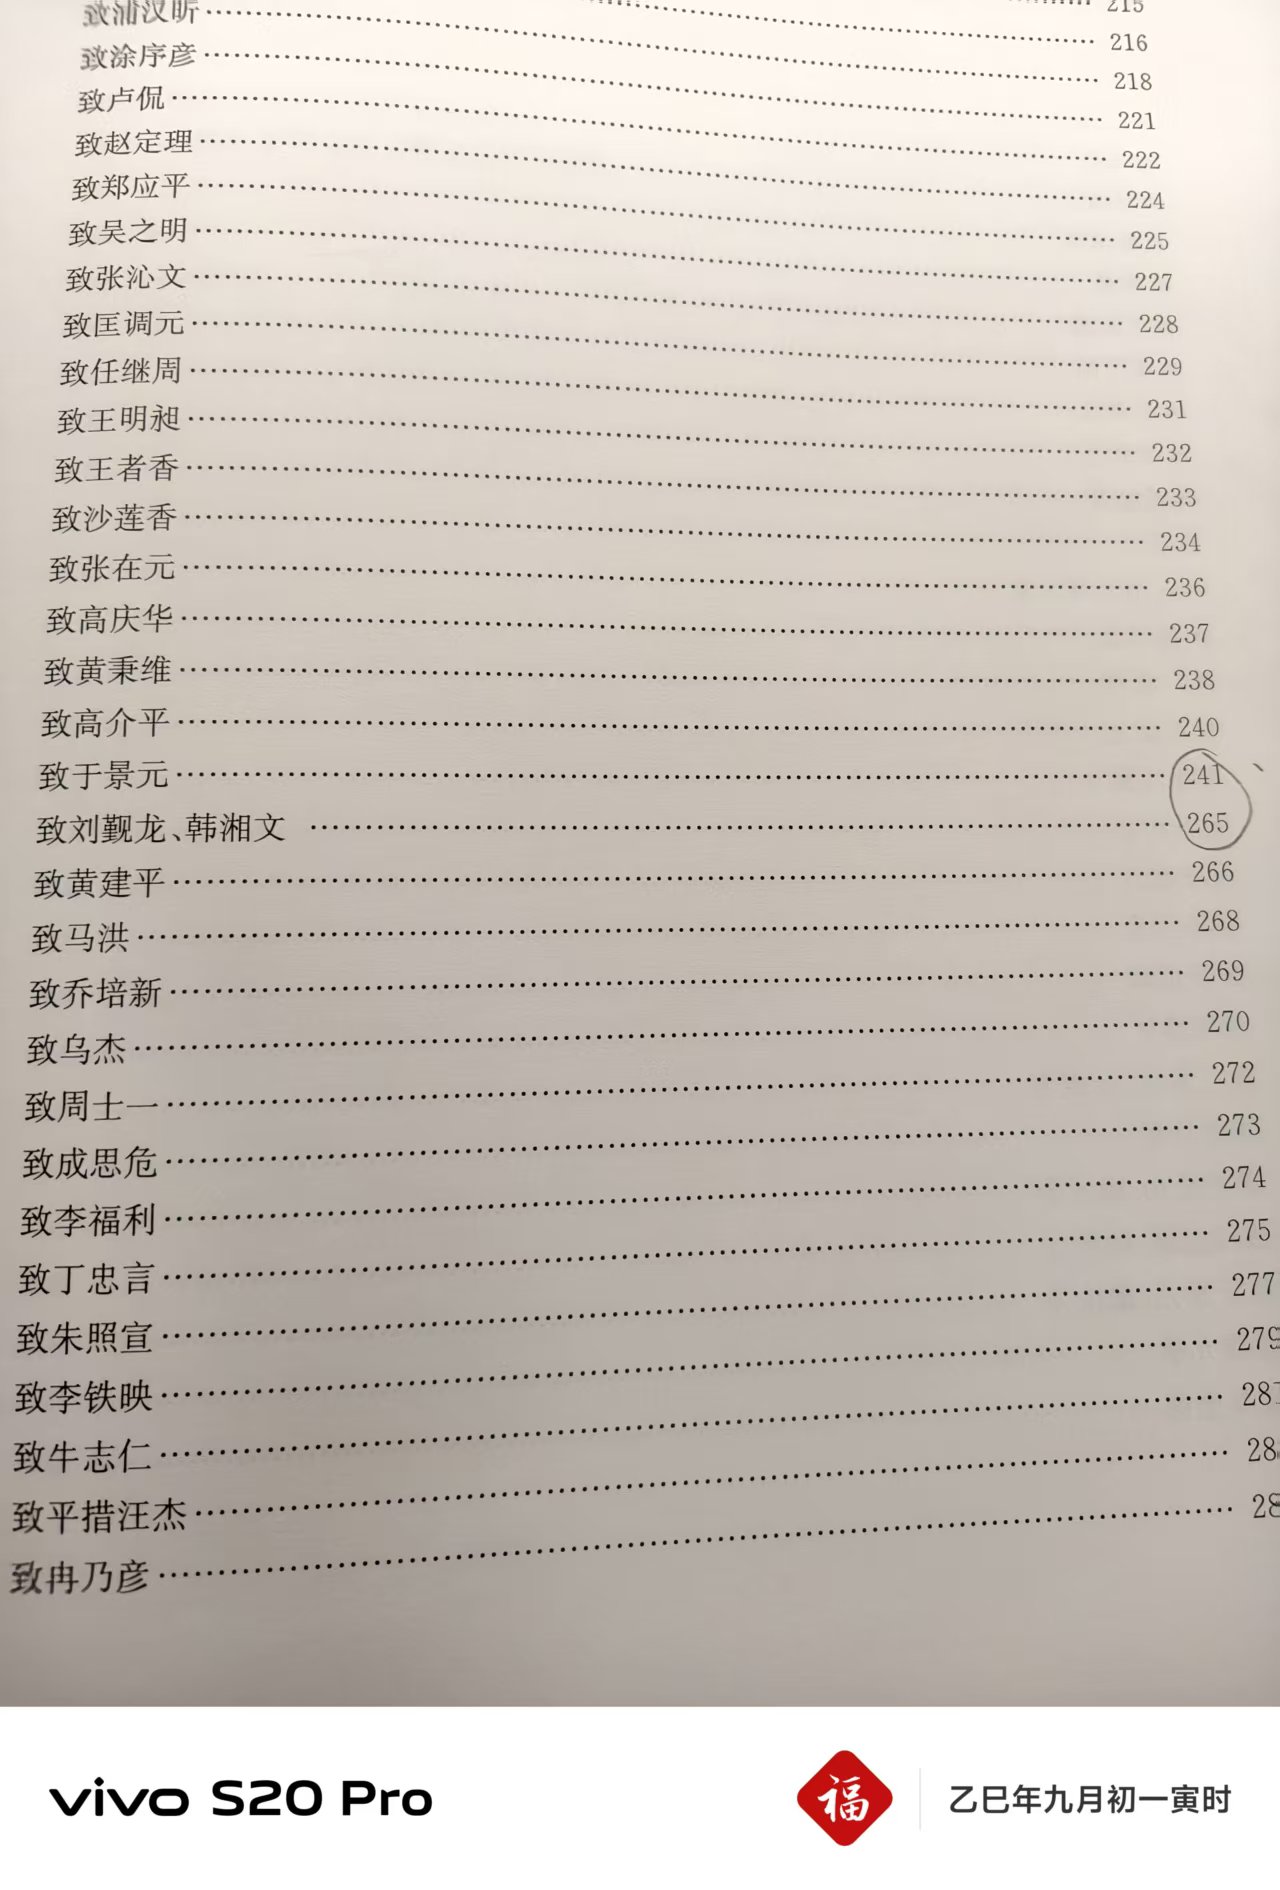 215
216
致浦汉昕 218
致涂序彦 221
致卢侃 222
致赵定理 224
致郑应平 225
致吴之明 227
致张沁文 228
致匡调元 229
致任继周 231
致王明昶 232
致王者香 233
致沙莲香 234
致张在元 236
致高庆华 237
致黄秉维 238
致高介平 240
致于景元 241
致刘觐龙、韩湘文 265
致黄建平 266
致马洪 268
致乔培新 269
致乌杰 270
致周士一 272
致成思危 273
致李福利 274
致丁忠言 275
致朱照宣 277
致李铁映 279
致牛志仁 28
致平措汪杰 28
致冉乃彦 28
vivo S20 Pro
福
乙巳年九月初一寅时